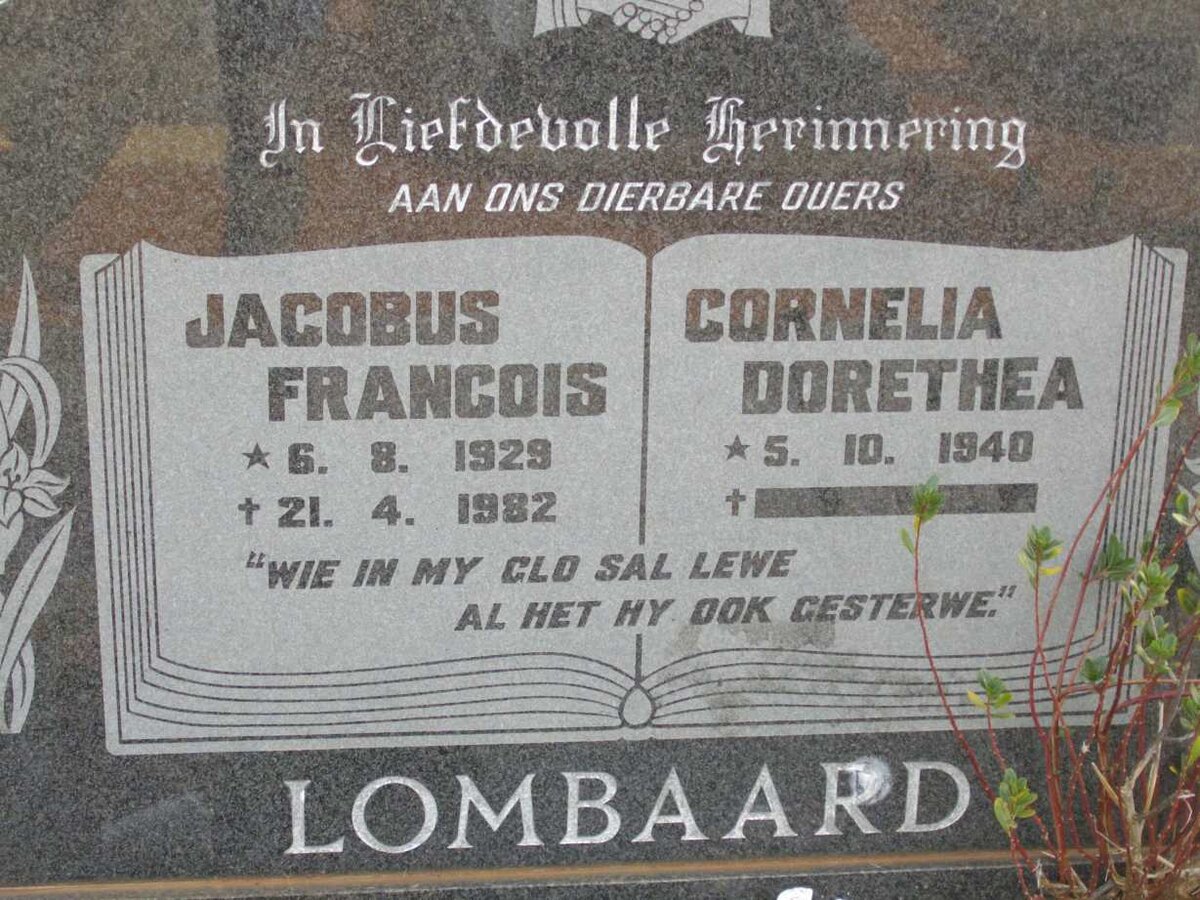 In Liefdevolle Herinnering
AAN ONS DIERBARE OUERS
JACOBUS
FRANCOIS
★ 6. 8. 1929
† 21. 4. 1982
CORNELIA
DORETHEA
★ 5. 10. 1940
†
"WIE IN MY GLO SAL LEWE
AL HET HY OOK GESTERWE."
LOMBAARD